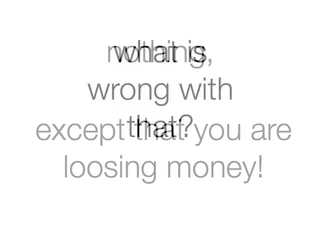 what is
wrong with
that?
nothing,
except that you are
loosing money!